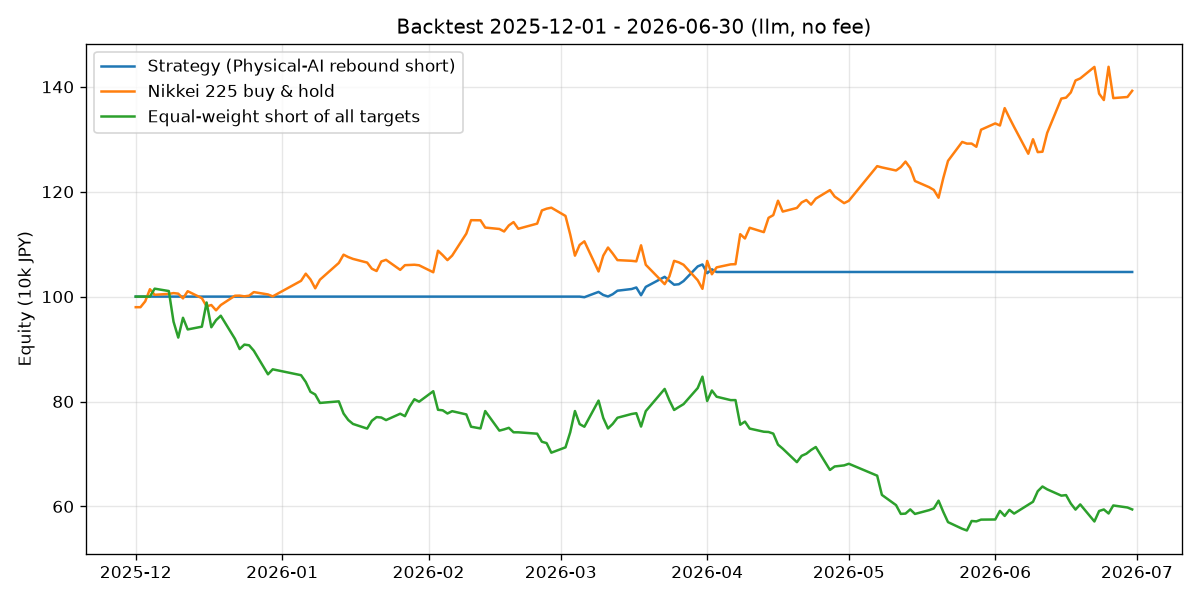 Backtest 2025-12-01 - 2026-06-30 (llm, no fee)
Strategy (Physical-AI rebound short)
Nikkei 225 buy & hold
Equal-weight short of all targets
Equity (10k JPY)
140
120
100
80
60
2025-12
2026-01
2026-02
2026-03
2026-04
2026-05
2026-06
2026-07